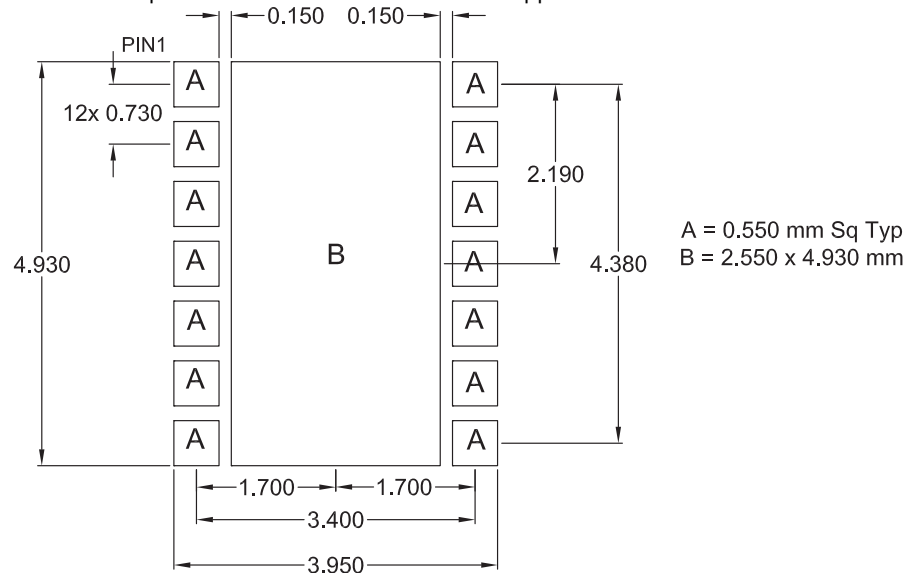 0.150 0.150
PIN1
A A
12x 0.730
A A
2.190
A A
A = 0.550 mm Sq Typ
4.930 A B A 4.380
B = 2.550 x 4.930 mm
A A
A A
A A
1.700 1.700
3.400
3.950